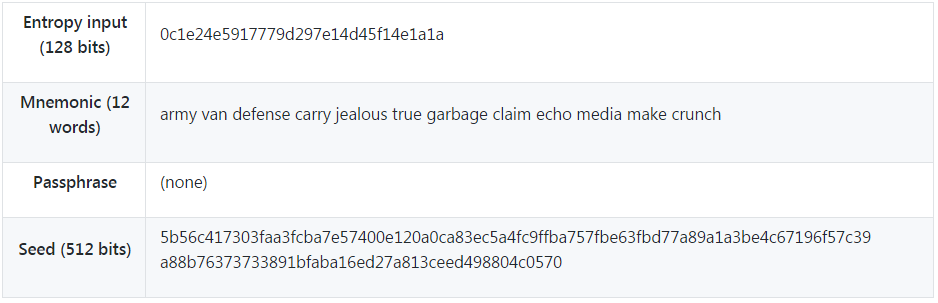 Entropy input
(128 bits)
0c1e24e5917779d297e14d45f14e1a1a
Mnemonic (12
words)
army van defense carry jealous true garbage claim echo media make crunch
Passphrase
(none)
Seed (512 bits)
5b56c417303faa3fcba7e57400e120a0ca83ec5a4fc9ffba757fbe63fbd77a89a1a3be4c67196f57c39
a88b76373733891bfaba16ed27a813ceed498804c0570